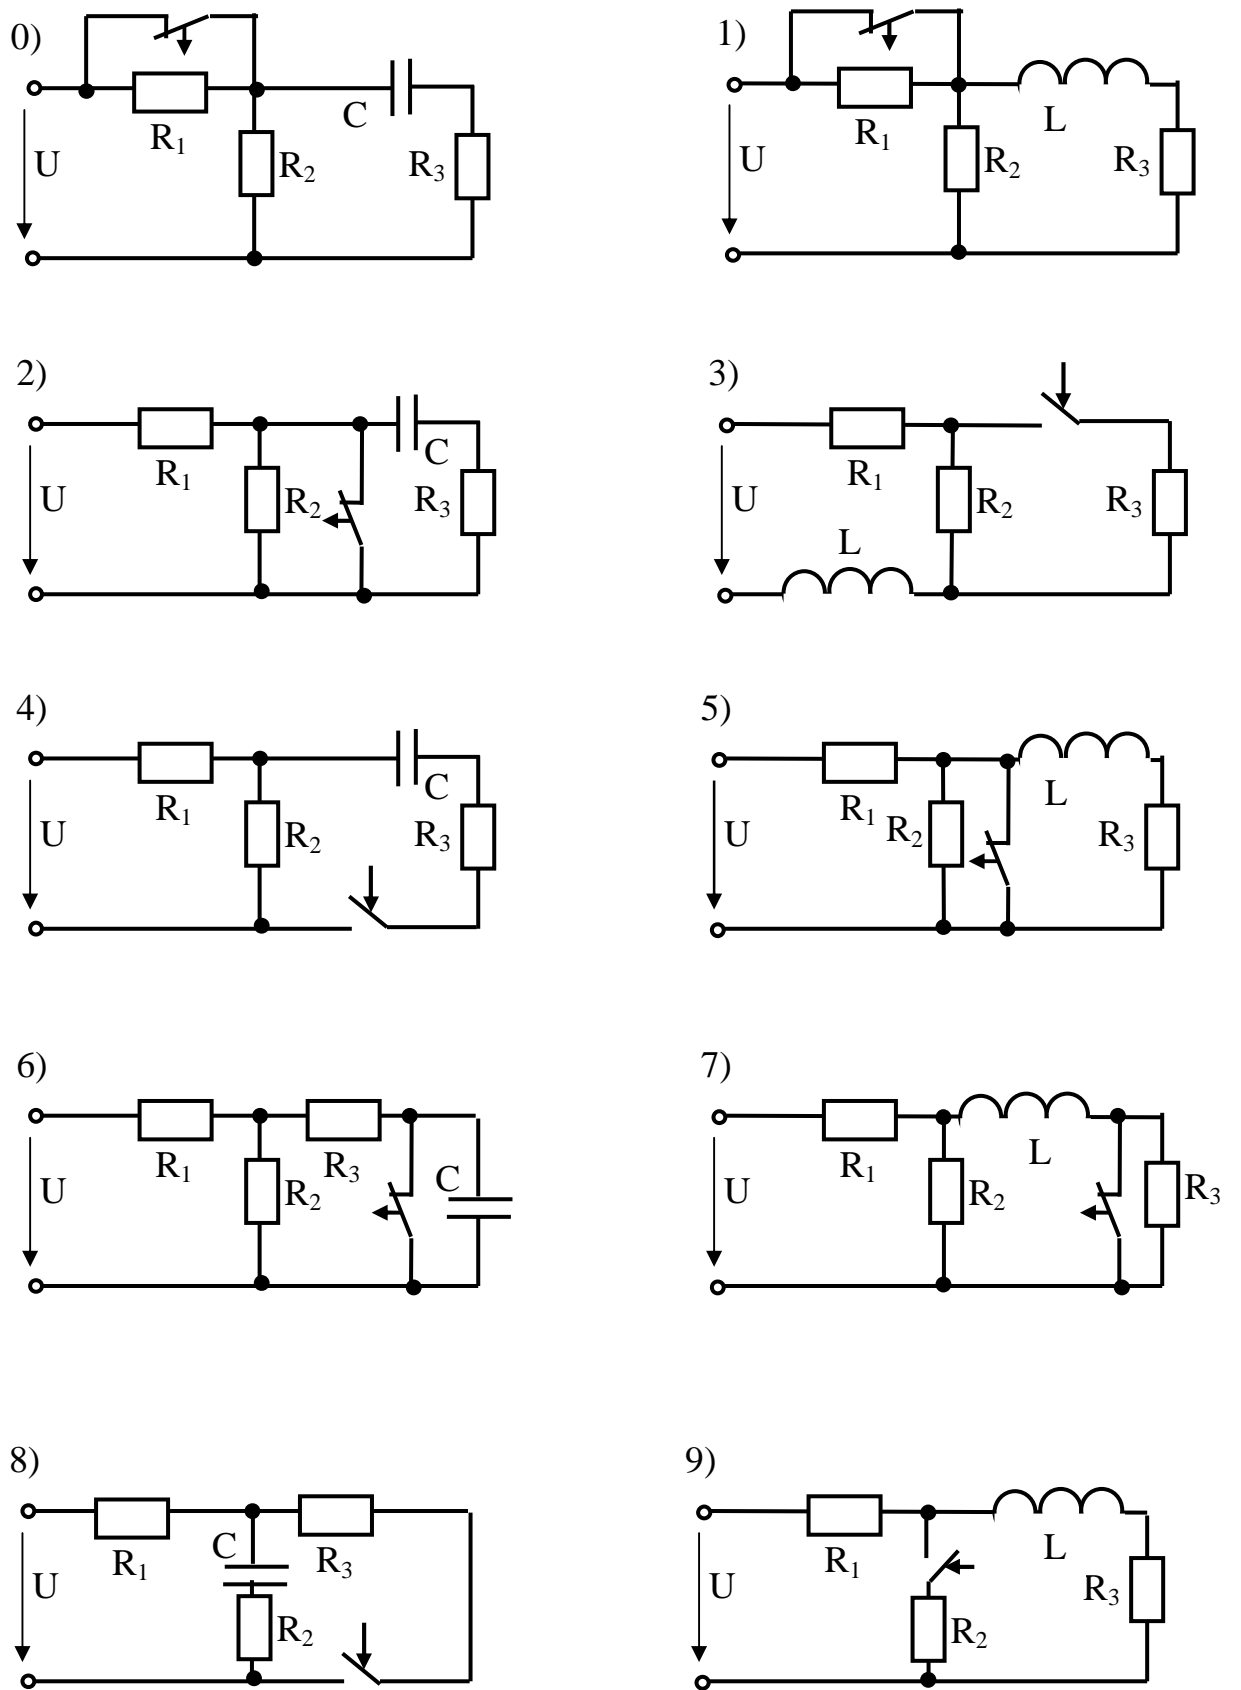 0)
C
R₁
U
R₂
R₃
1)
L
R₁
U
R₂
R₃
2)
C
R₁
U
R₂
R₃
3)
R₁
U
R₂
R₃
L
4)
C
R₁
U
R₂
R₃
5)
L
R₁
U
R₂
R₃
6)
R₁
R₃
C
U
R₂
7)
L
R₁
U
R₂
R₃
8)
C
R₁
R₃
U
R₂
9)
L
R₁
U
R₃
R₂